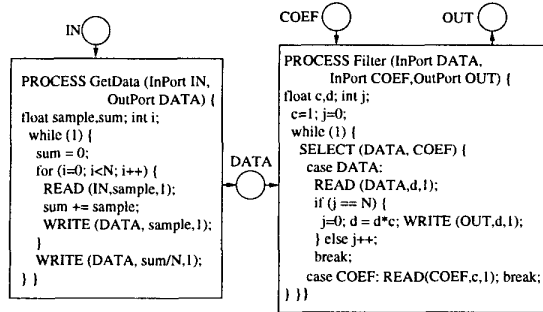 IN
COEF
OUT
PROCESS GetData (InPort IN,
OutPort DATA) {
float sample,sum; int i;
while (1) {
sum = 0;
for (i=0; i<N; i++) {
READ (IN,sample,1);
sum += sample;
WRITE (DATA, sample,1);
}
WRITE (DATA, sum/N,1);
} }
DATA
PROCESS Filter (InPort DATA,
InPort COEF,OutPort OUT) {
float c,d; int j;
c=1; j=0;
while (1) {
SELECT (DATA, COEF) {
case DATA:
READ (DATA,d,1);
if (j == N) {
j=0; d = d*c; WRITE (OUT,d,1);
} else j++;
break;
case COEF: READ(COEF,c,1); break;
} }}